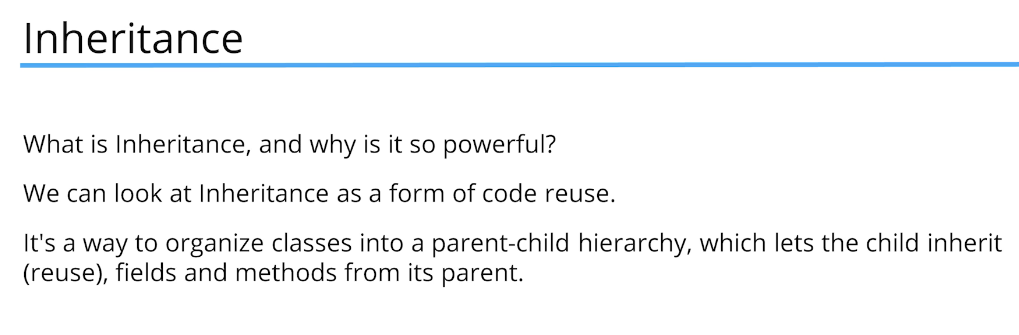 Inheritance
What is Inheritance, and why is it so powerful?
We can look at Inheritance as a form of code reuse.
It's a way to organize classes into a parent-child hierarchy, which lets the child inherit
(reuse), fields and methods from its parent.